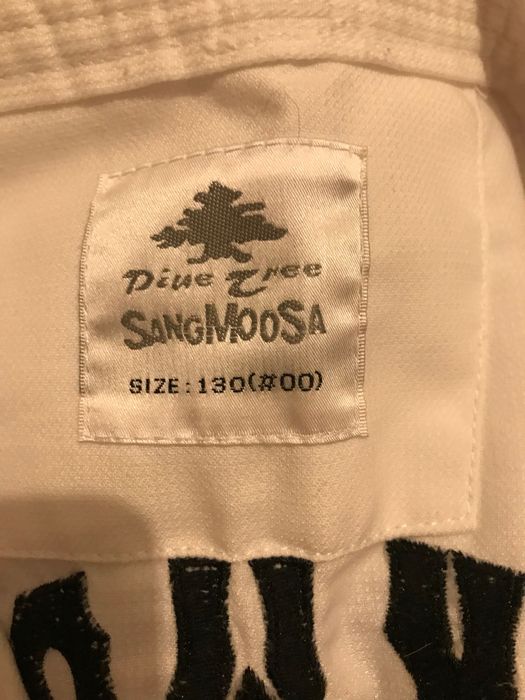 Pine Tree
SANGMOOSA
SIZE : 130(#00)